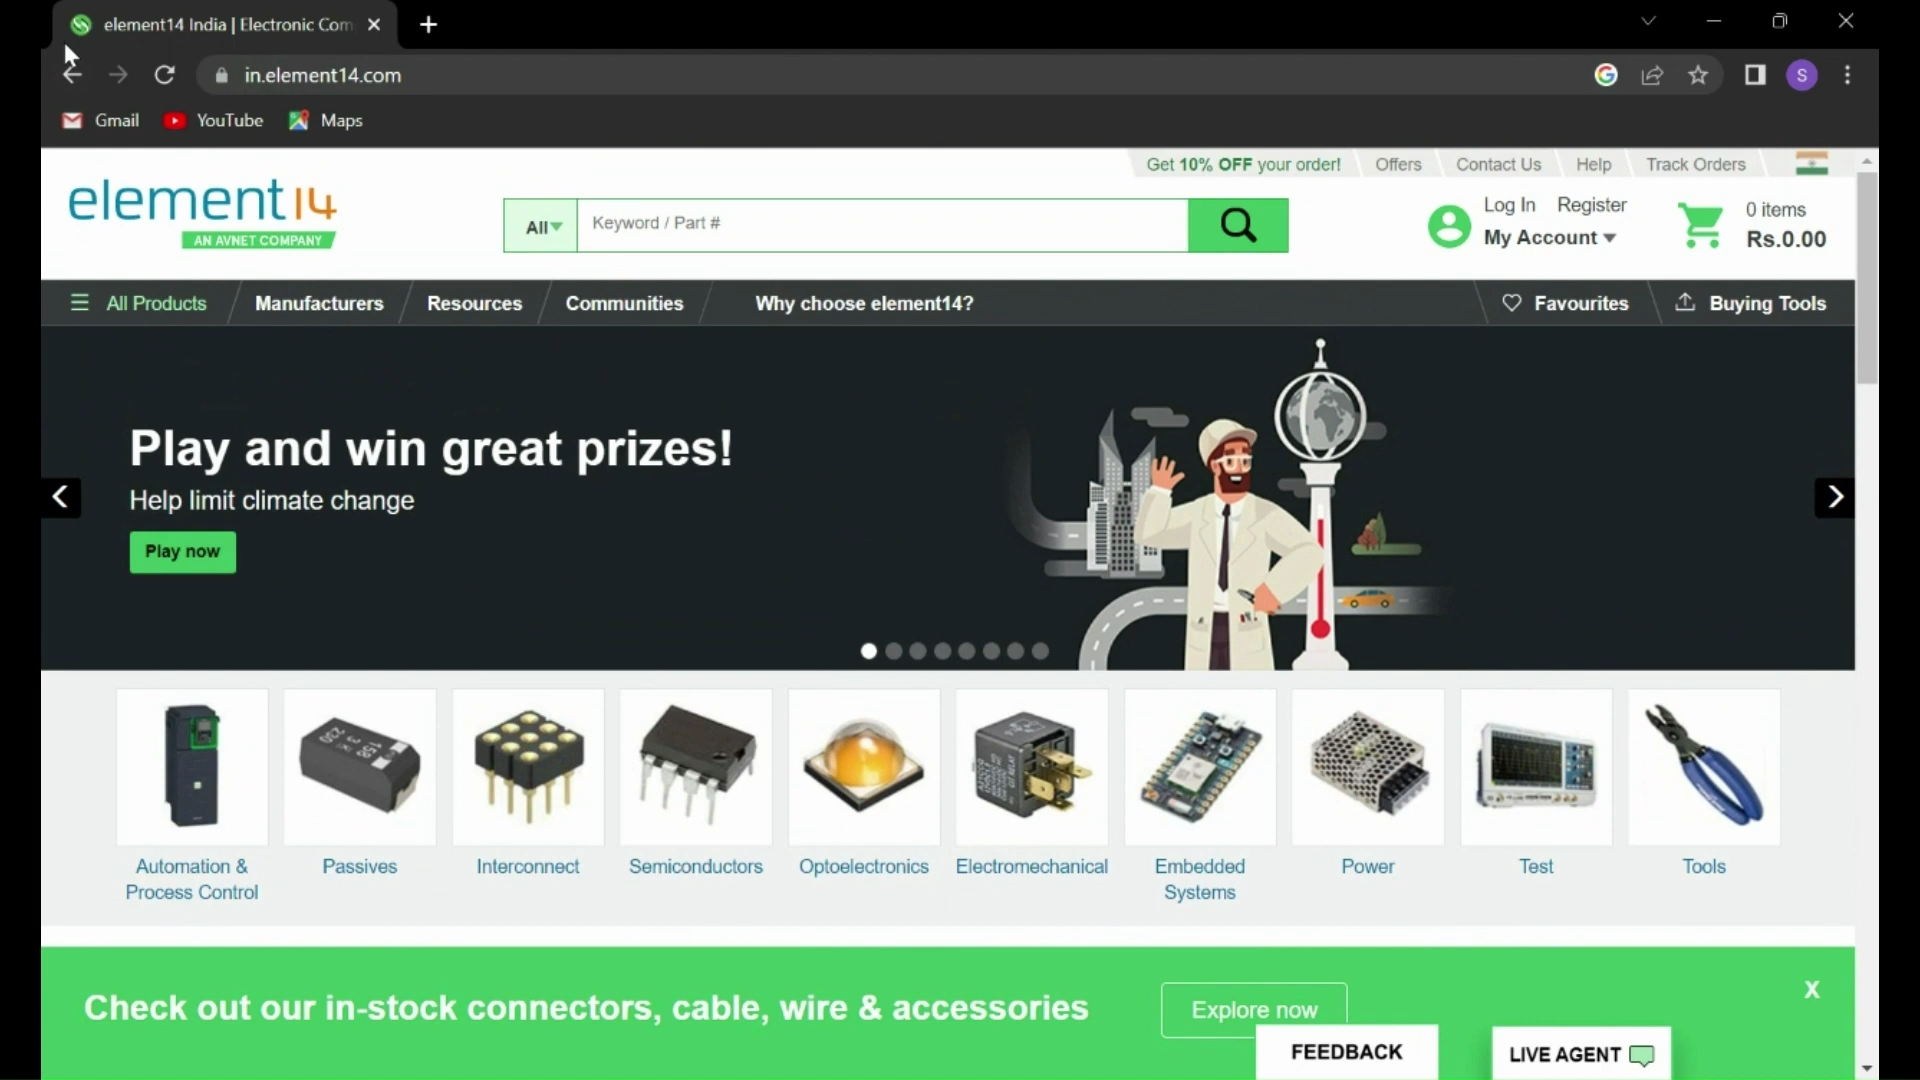 element14 India | Electronic Com
in.element14.com
S
Gmail
YouTube
Maps
Get 10% OFF your order!
Offers
Contact Us
Help
Track Orders
element14
AN AVNET COMPANY
All
Keyword / Part #
Log In Register
My Account
0 items
Rs.0.00
All Products
Manufacturers
Resources
Communities
Why choose element14?
Favourites
Buying Tools
Play and win great prizes!
Help limit climate change
Play now
Automation &
Process Control
Passives
Interconnect
Semiconductors
Optoelectronics
Electromechanical
Embedded
Systems
Power
Test
Tools
Check out our in-stock connectors, cable, wire & accessories
Explore now
X
FEEDBACK
LIVE AGENT